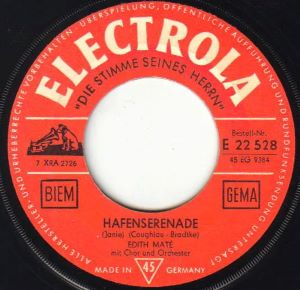 ALLE HERSTELLER- UND URHEBERRECHTE VORBEHALTEN · ÜBERSPIELUNG, ÖFFENTLICHE AUFFÜHRUNG UND RUNDFUNKSENDUNG
ELECTROLA
"DIE STIMME SEINES HERRN"
Bestell-Nr.
E 22 528
45 EG 9384
7 XRA 2726
BIEM
GEMA
HAFENSERENADE
(Janie) (Coughlau - Bradtke)
EDITH MATÉ
mit Chor und Orchester
MADE IN 45 GERMANY